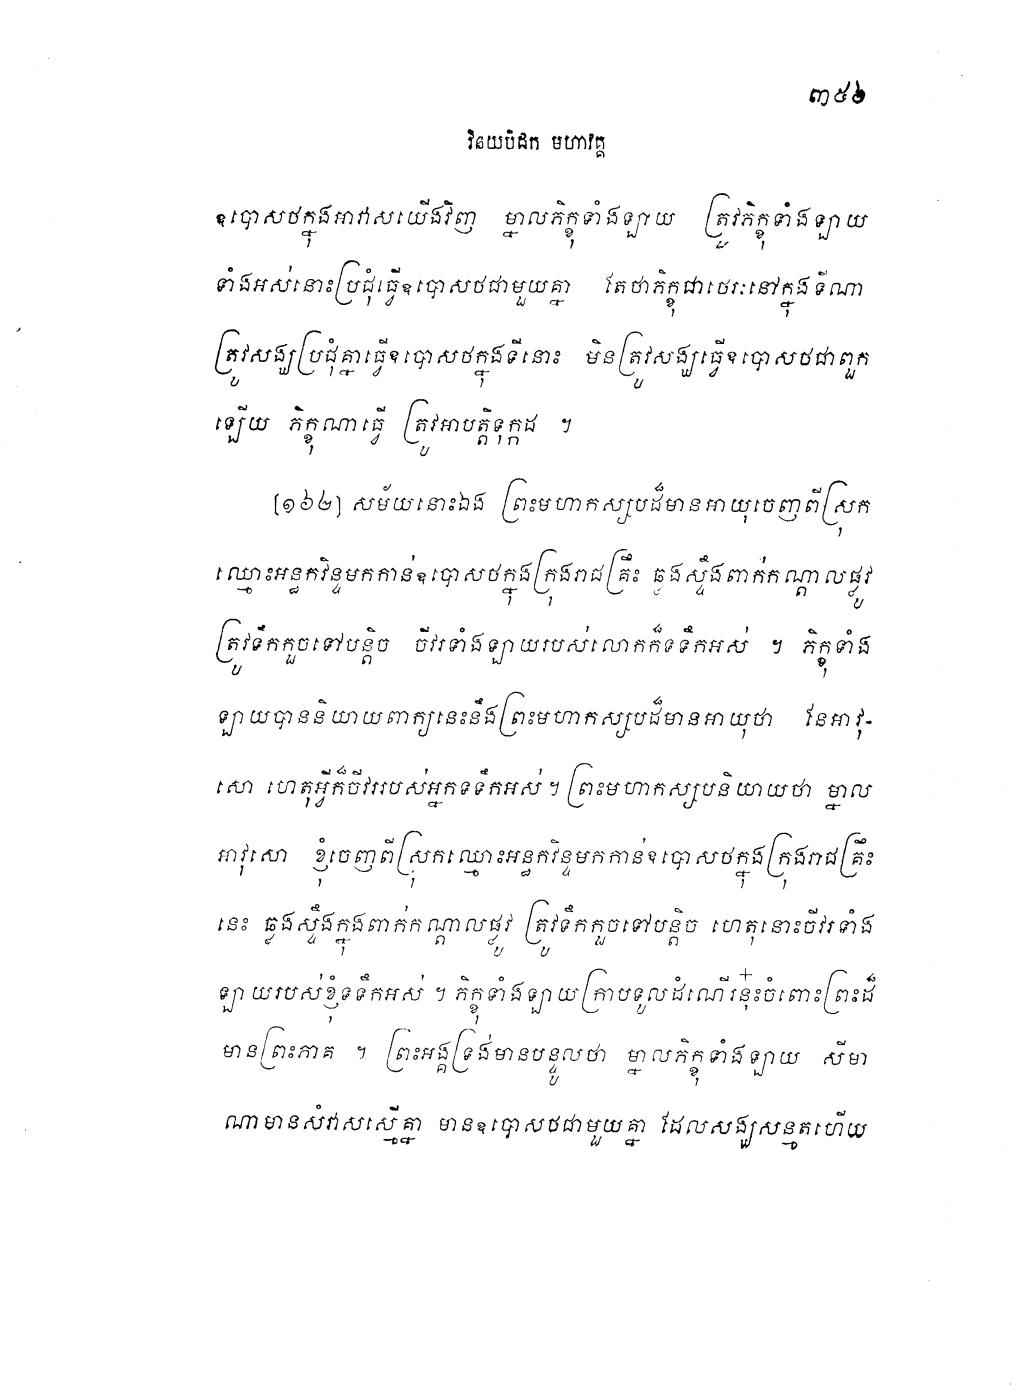 ៣៥៦
វិនយបិដក មហាវគ្គ
ឧបោសថក្នុងអាវាសយើងវិញ ម្នាលភិក្ខុទាំងឡាយ ត្រូវភិក្ខុទាំងឡាយ
ទាំងអស់នោះប្រជុំធ្វើឧបោសថជាមួយគ្នា តែថាភិក្ខុជាថេរៈនៅក្នុងទីណា
ត្រូវសង្ឃប្រជុំគ្នាធ្វើឧបោសថក្នុងទីនោះ មិនត្រូវសង្ឃធ្វើឧបោសថជាពួក
ឡើយ ភិក្ខុណាធ្វើ ត្រូវអាបត្តិទុក្កដ ។
[១៦៤] សម័យនោះឯង ព្រះមហាកស្សបដ៏មានអាយុចេញពីស្រុក
ឈ្មោះអន្ធកវិន្ទមកកាន់ឧបោសថក្នុងក្រុងរាជគ្រឹះ ឆ្លងស្ទឹងពាក់កណ្តាលផ្លូវ
ត្រូវទឹកកួចទៅបន្តិច ចីវរទាំងឡាយរបស់លោកក៏ទទឹកអស់ ។ ភិក្ខុទាំង
ឡាយបាននិយាយពាក្យនេះនឹងព្រះមហាកស្សបដ៏មានអាយុថា នែអាវុ-
សោ ហេតុអ្វីក៏ចីវររបស់អ្នកទទឹកអស់។ ព្រះមហាកស្សបនិយាយថា ម្នាល
អាវុសោ ខ្ញុំចេញពីស្រុកឈ្មោះអន្ធកវិន្ទមកកាន់ឧបោសថក្នុងក្រុងរាជគ្រឹះ
នេះ ឆ្លងស្ទឹងក្នុងពាក់កណ្តាលផ្លូវ ត្រូវទឹកកួចទៅបន្តិច ហេតុនោះចីវរទាំង
ឡាយរបស់ខ្ញុំទទឹកអស់ ។ ភិក្ខុទាំងឡាយក្រាបទូលដំណើរនុ៎ះចំពោះព្រះដ៏
មានព្រះភាគ ។ ព្រះអង្គទ្រង់មានបន្ទូលថា ម្នាលភិក្ខុទាំងឡាយ សីមា
ណាមានសំវាសស្មើគ្នា មានឧបោសថជាមួយគ្នា ដែលសង្ឃសន្មតហើយ